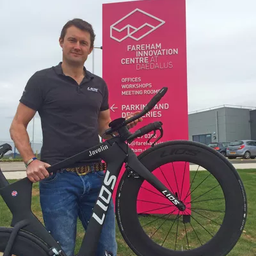 FAREHAM
INNOVATION
CENTRE AT
DAEDALUS
OFFICES
WORKSHOPS
MEETING ROOMS
PARKING AND
DELIVERIES
LIOS
Javelin
LIOS
LIOS